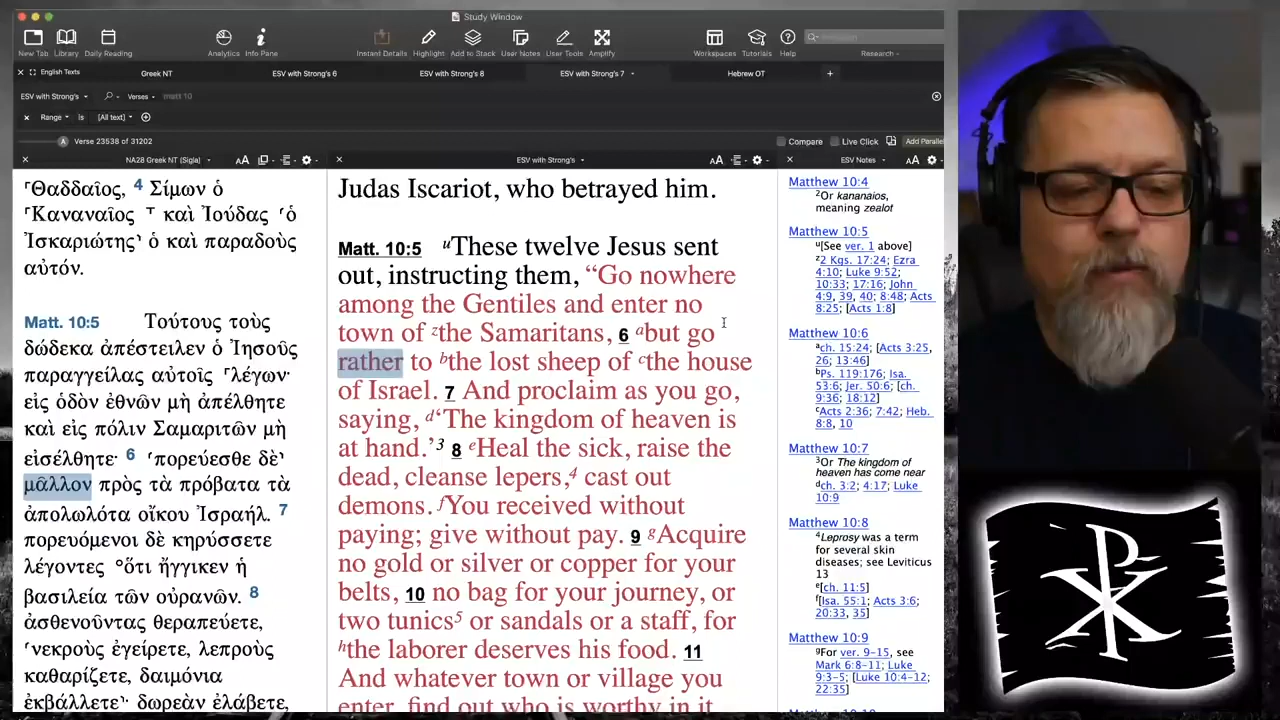 Study Window
New Tab Library Daily Reading Analytics Info Pane Instant Details Highlight Add to Stack User Notes User Tools Amplify Workspaces Tutorials Help Research
English Texts Greek NT ESV with Strong's 6 ESV with Strong's 8 ESV with Strong's 7 Hebrew OT +
ESV with Strong's Verses matt 10
Range is [All text]
Verse 23538 of 31202 Compare Live Click Add Parallel
NA28 Greek NT (Sigla)
⸀Θαδδαῖος, 4 Σίμων ὁ
⸀Καναναῖος ⸆ καὶ Ἰούδας ⸂ὁ
Ἰσκαριώτης⸃ ὁ καὶ παραδοὺς
αὐτόν.
Matt. 10:5 Τούτους τοὺς
δώδεκα ἀπέστειλεν ὁ Ἰησοῦς
παραγγείλας αὐτοῖς ⸀λέγων·
εἰς ὁδὸν ἐθνῶν μὴ ἀπέλθητε
καὶ εἰς πόλιν Σαμαριτῶν μὴ
εἰσέλθητε· 6 ⸂πορεύεσθε δὲ⸃
μᾶλλον πρὸς τὰ πρόβατα τὰ
ἀπολωλότα οἴκου Ἰσραήλ. 7
πορευόμενοι δὲ κηρύσσετε
λέγοντες ⸰ὅτι ἤγγικεν ἡ
βασιλεία τῶν οὐρανῶν. 8
ἀσθενοῦντας θεραπεύετε,
⸂νεκροὺς ἐγείρετε, λεπροὺς
καθαρίζετε, δαιμόνια
ἐκβάλλετε⸃· δωρεὰν ἐλάβετε,
ESV with Strong's
Judas Iscariot, who betrayed him.
Matt. 10:5 uThese twelve Jesus sent
out, instructing them, “Go nowhere
among the Gentiles and enter no
town of zthe Samaritans, 6 abut go
rather to bthe lost sheep of cthe house
of Israel. 7 And proclaim as you go,
saying, d‘The kingdom of heaven is
at hand.’3 8 eHeal the sick, raise the
dead, cleanse lepers,4 cast out
demons. fYou received without
paying; give without pay. 9 gAcquire
no gold or silver or copper for your
belts, 10 no bag for your journey, or
two tunics5 or sandals or a staff, for
hthe laborer deserves his food. 11
And whatever town or village you
enter, find out who is worthy in it
ESV Notes
Matthew 10:4
2Or kananaios,
meaning zealot
Matthew 10:5
u[See ver. 1 above]
z2 Kgs. 17:24; Ezra
4:10; Luke 9:52;
10:33; 17:16; John
4:9, 39, 40; 8:48; Acts
8:25; [Acts 1:8]
Matthew 10:6
ach. 15:24; [Acts 3:25,
26; 13:46]
bPs. 119:176; Isa.
53:6; Jer. 50:6; [ch.
9:36; 18:12]
cActs 2:36; 7:42; Heb.
8:8, 10
Matthew 10:7
3Or The kingdom of
heaven has come near
dch. 3:2; 4:17; Luke
10:9
Matthew 10:8
4Leprosy was a term
for several skin
diseases; see Leviticus
13
e[ch. 11:5]
f[Isa. 55:1; Acts 3:6;
20:33, 35]
Matthew 10:9
gFor ver. 9–15, see
Mark 6:8–11; Luke
9:3–5; [Luke 10:4–12;
22:35]